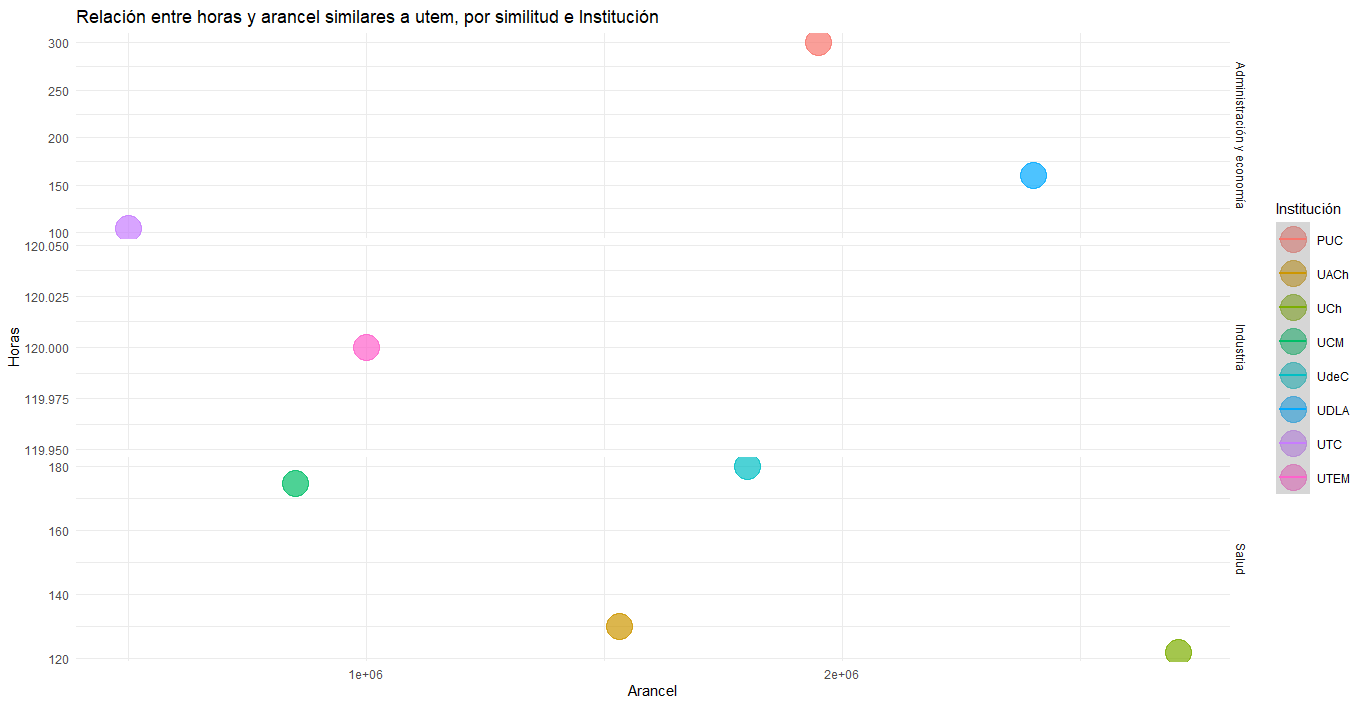 Relación entre horas y arancel similares a utem, por similitud e Institución
300
250
200
150
100
Administración y economía
120.050
120.025
120.000
119.975
119.950
Industria
180
160
140
120
Salud
Horas
1e+06
2e+06
Arancel
Institución
PUC
UACh
UCh
UCM
UdeC
UDLA
UTC
UTEM